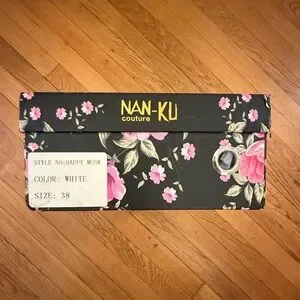 NAN-KU
couture
STYLE NO:HAPPY MONK
COLOR: WHITE
SIZE: 38